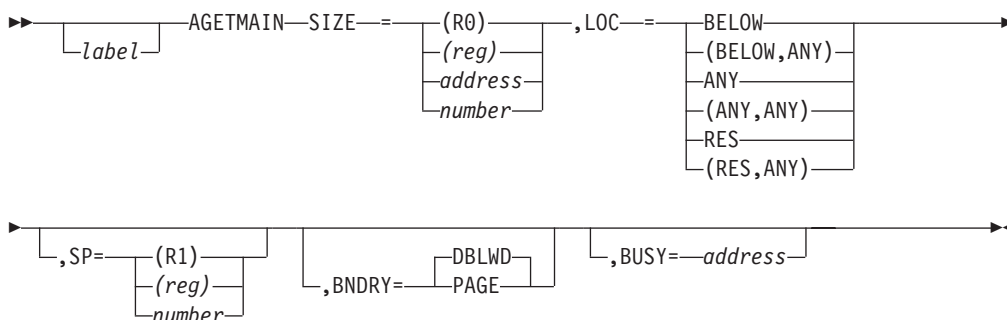 AGETMAIN SIZE = (R0) ,LOC = BELOW
label (reg) (BELOW,ANY)
address ANY
number (ANY,ANY)
RES
(RES,ANY)
,SP= (R1) ,BNDRY= DBLWD ,BUSY= address
(reg) PAGE
number